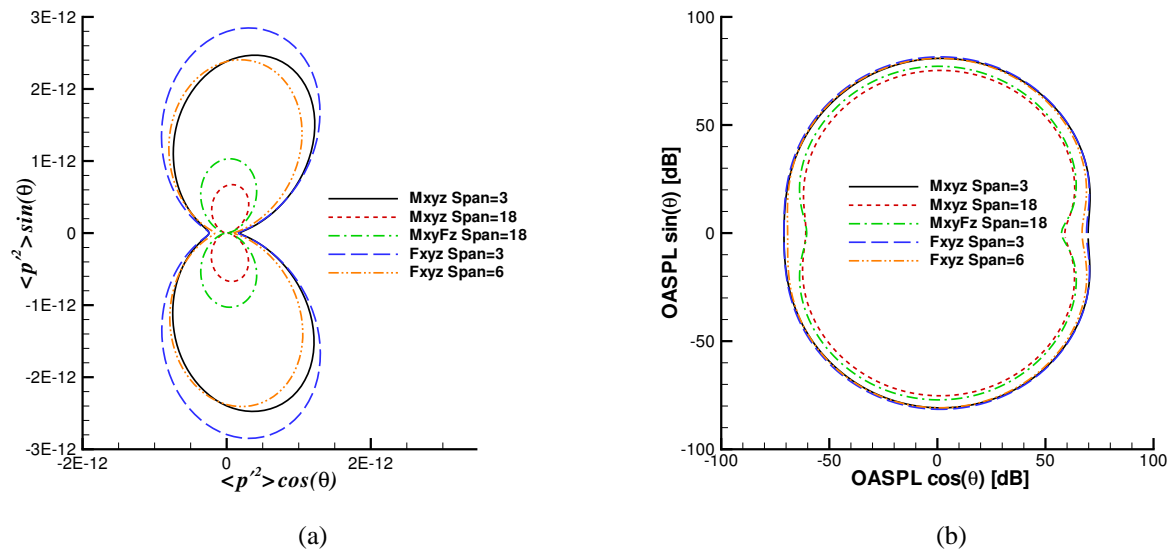 3E-12
2E-12
1E-12
0
-1E-12
-2E-12
-3E-12
<p'²>sin(θ)
-2E-12
0
2E-12
<p'²>cos(θ)
Mxyz Span=3
Mxyz Span=18
MxyFz Span=18
Fxyz Span=3
Fxyz Span=6
(a)
100
50
0
-50
-100
OASPL sin(θ) [dB]
-100
-50
0
50
100
OASPL cos(θ) [dB]
Mxyz Span=3
Mxyz Span=18
MxyFz Span=18
Fxyz Span=3
Fxyz Span=6
(b)